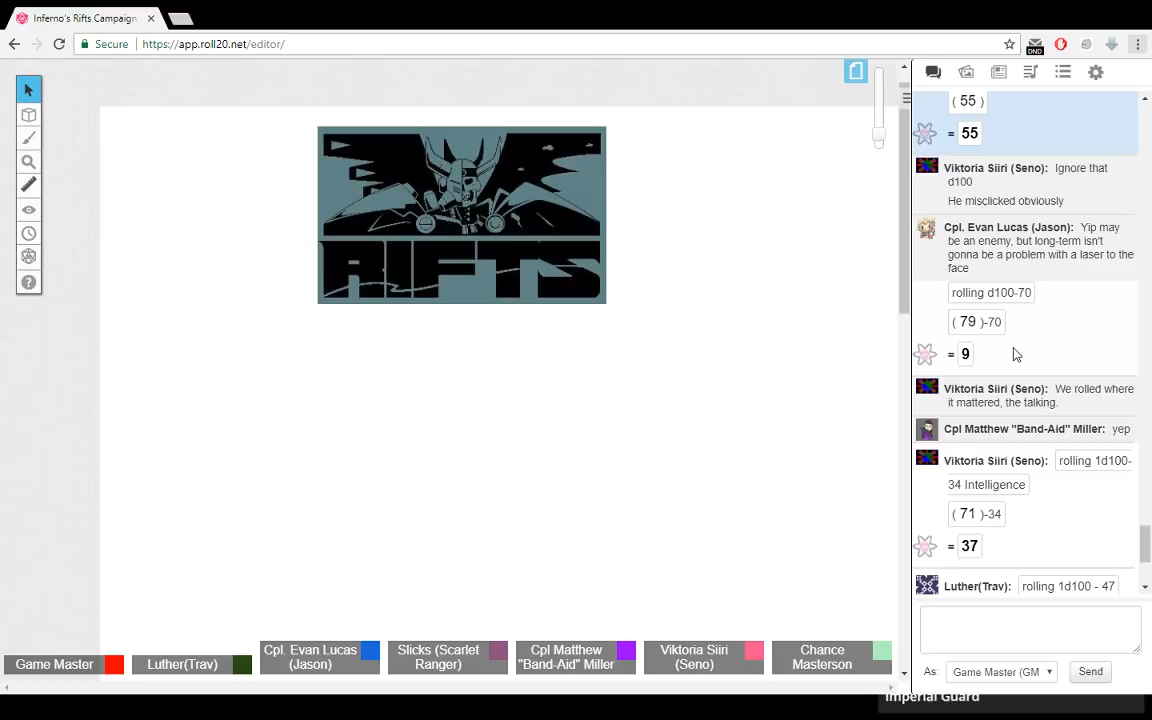 Inferno's Rifts Campaign
Secure
https://app.roll20.net/editor/
DND
RIFTS
( 55 )
= 55
Viktoria Siiri (Seno): Ignore that
d100
He misclicked obviously
Cpl. Evan Lucas (Jason): Yip may
be an enemy, but long-term isn't
gonna be a problem with a laser to the
face
rolling d100-70
( 79 )-70
= 9
Viktoria Siiri (Seno): We rolled where
it mattered, the talking.
Cpl Matthew "Band-Aid" Miller: yep
Viktoria Siiri (Seno): rolling 1d100-
34 Intelligence
( 71 )-34
= 37
Luther(Trav): rolling 1d100 - 47
As: Game Master (GM
Send
Game Master
Luther(Trav)
Cpl. Evan Lucas
(Jason)
Slicks (Scarlet
Ranger)
Cpl Matthew
"Band-Aid" Miller
Viktoria Siiri
(Seno)
Chance
Masterson
Imperial Guard